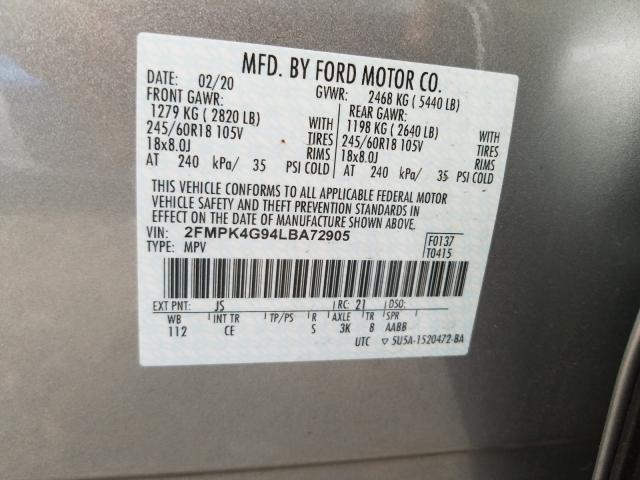 MFD. BY FORD MOTOR CO.
DATE: 02/20 GVWR: 2468 KG ( 5440 LB)
FRONT GAWR: REAR GAWR:
1279 KG ( 2820 LB) WITH 1198 KG ( 2640 LB) WITH
245/60R18 105V TIRES 245/60R18 105V TIRES
18x8.0J RIMS 18x8.0J RIMS
AT 240 kPa/ 35 PSI COLD AT 240 kPa/ 35 PSI COLD
THIS VEHICLE CONFORMS TO ALL APPLICABLE FEDERAL MOTOR
VEHICLE SAFETY AND THEFT PREVENTION STANDARDS IN
EFFECT ON THE DATE OF MANUFACTURE SHOWN ABOVE.
VIN: 2FMPK4G94LBA72905 F0137
TYPE: MPV T0415
EXT PNT: JS RC: 21 DSO:
WB INT TR TP/PS R AXLE TR SPR
112 CE S 3K 8 AABB
UTC ▽ 5U5A-1520472-BA